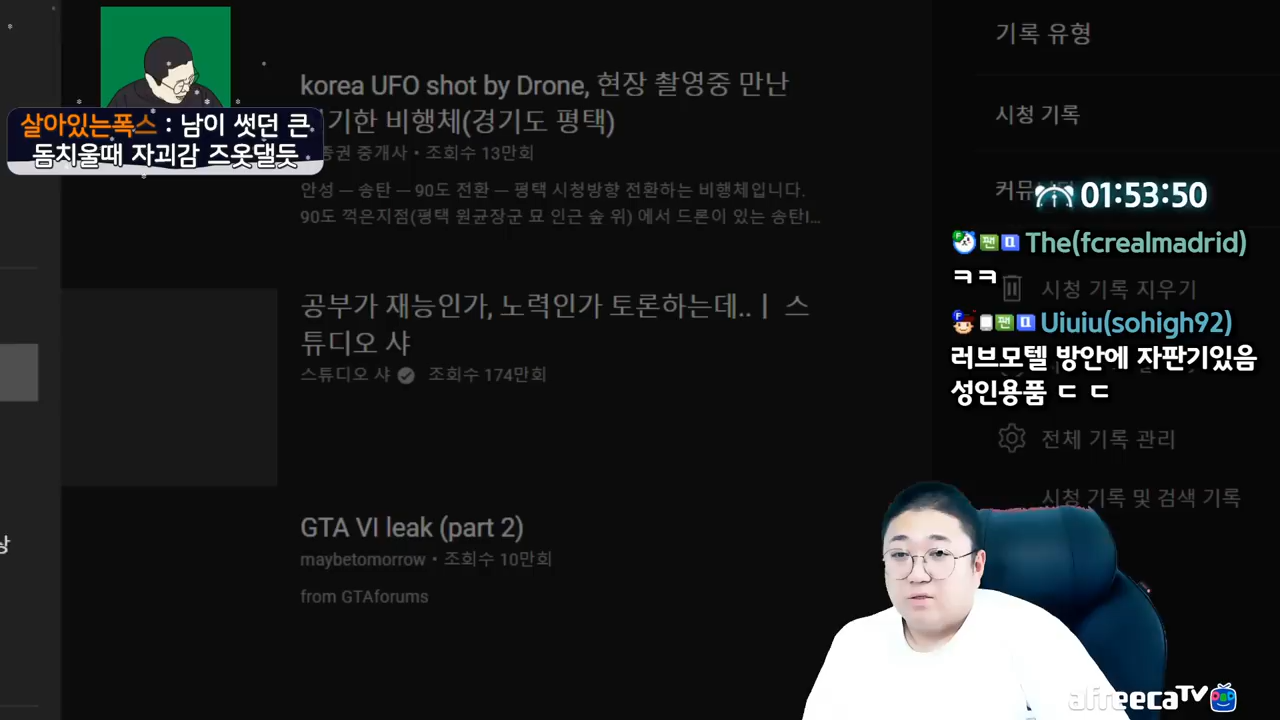 살아있는폭스 : 남이 썻던 큰
돔치울때 자괴감 즈옷댈듯
korea UFO shot by Drone, 현장 촬영중 만난
기한 비행체(경기도 평택)
종권 중개사 • 조회수 13만회
안성 — 송탄 — 90도 전환 — 평택 시청방향 전환하는 비행체입니다.
90도 꺽은지점(평택 원균장군 묘 인근 숲 위) 에서 드론이 있는 송탄I...
공부가 재능인가, 노력인가 토론하는데..ㅣ 스
튜디오 샤
스튜디오 샤 조회수 174만회
GTA VI leak (part 2)
maybetomorrow • 조회수 10만회
from GTAforums
상
기록 유형
시청 기록
커뮤
01:53:50
팬 The(fcrealmadrid)
ㅋㅋ
시청 기록 지우기
팬 Uiuiu(sohigh92)
러브모텔 방안에 자판기있음
성인용품 ㄷ ㄷ
전체 기록 관리
시청 기록 및 검색 기록
afreecaTV